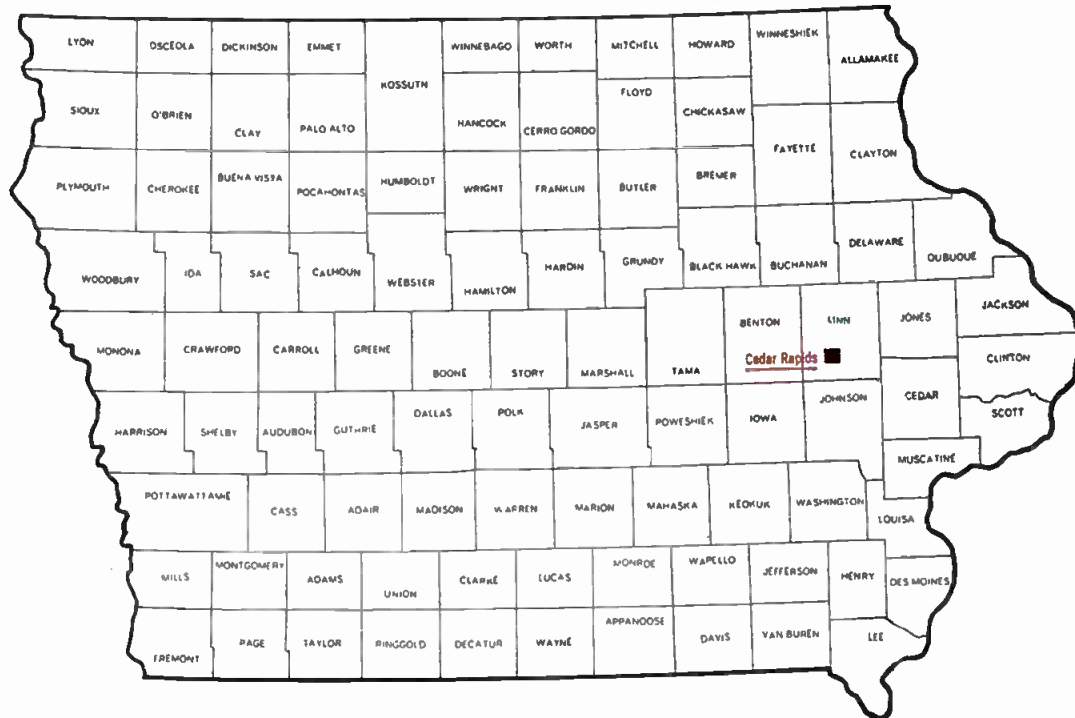 LYON OSCEOLA DICKINSON EMMET WINNEBAGO WORTH MITCHELL HOWARD WINNESHIEK
ALLAMAKEE
KOSSUTH
SIOUX O'BRIEN CLAY PALO ALTO HANCOCK CERRO GORDO FLOYD CHICKASAW
FAYETTE CLAYTON
PLYMOUTH CHEROKEE BUENA VISTA POCAHONTAS HUMBOLDT WRIGHT FRANKLIN BUTLER BREMER
WOODBURY IDA SAC CALHOUN WEBSTER HAMILTON HARDIN GRUNDY BLACK HAWK BUCHANAN DELAWARE DUBUQUE
MONONA CRAWFORD CARROLL GREENE BOONE STORY MARSHALL TAMA BENTON LINN JONES JACKSON
Cedar Rapids
CLINTON
HARRISON SHELBY AUDUBON GUTHRIE DALLAS POLK JASPER POWESHIEK IOWA JOHNSON CEDAR SCOTT
MUSCATINE
POTTAWATTAMIE CASS ADAIR MADISON WARREN MARION MAHASKA KEOKUK WASHINGTON LOUISA
MILLS MONTGOMERY ADAMS UNION CLARKE LUCAS MONROE WAPELLO JEFFERSON HENRY DES MOINES
FREMONT PAGE TAYLOR RINGGOLD DECATUR WAYNE APPANOOSE DAVIS VAN BUREN LEE